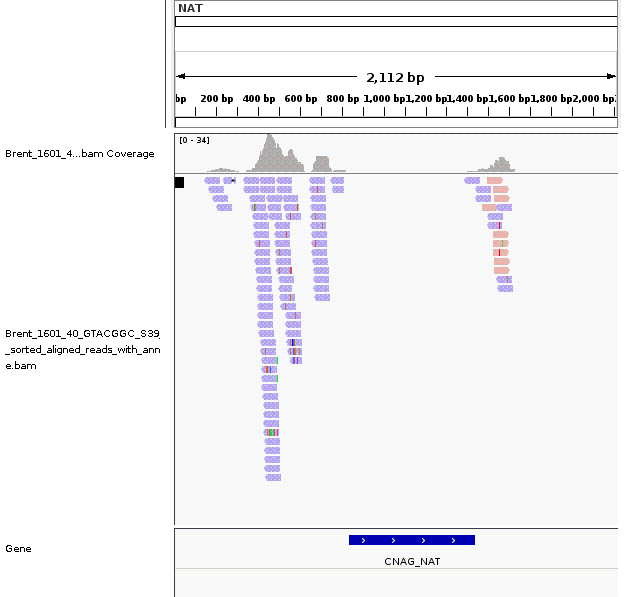 NAT
2,112 bp
bp 200 bp 400 bp 600 bp 800 bp 1,000 bp 1,200 bp 1,400 bp 1,600 bp 1,800 bp 2,000 bp
[0 - 34]
Brent_1601_4...bam Coverage
Brent_1601_40_GTACGGC_S39
_sorted_aligned_reads_with_ann
e.bam
Gene
CNAG_NAT